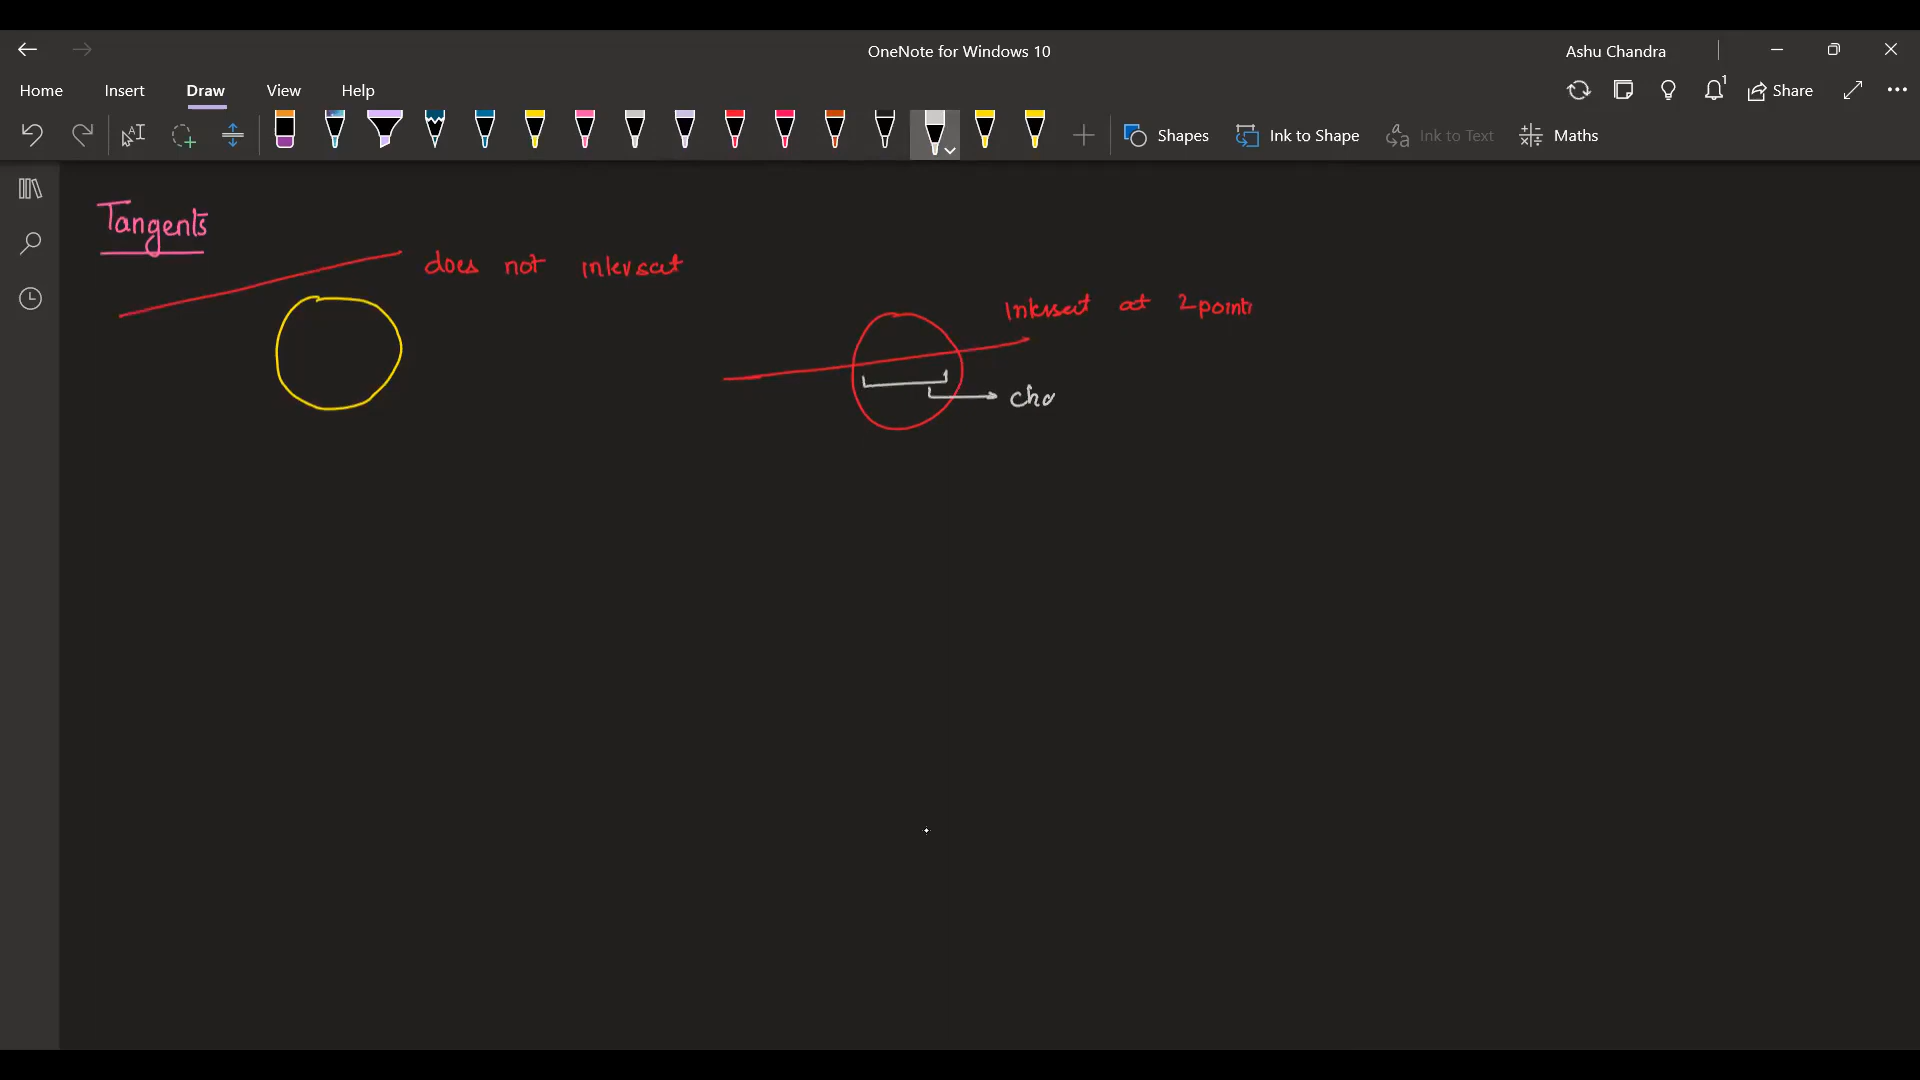 OneNote for Windows 10
Ashu Chandra
Home Insert Draw View Help
1
Share
Shapes Ink to Shape Ink to Text Maths
Tangents
does not intersect
Intersect at 2 points
Cho